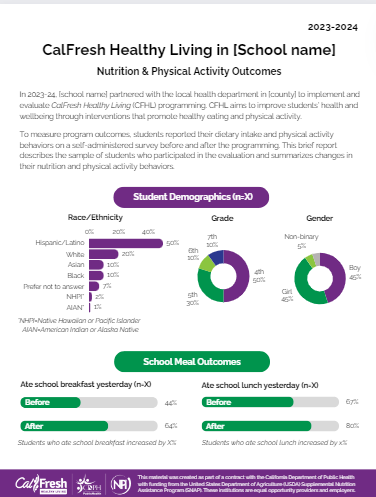 2023-2024
CalFresh Healthy Living in [School name]
Nutrition & Physical Activity Outcomes
In 2023-24, [school name] partnered with the local health department in [county] to implement and
evaluate CalFresh Healthy Living (CFHL) programming. CFHL aims to improve students' health and
wellbeing through interventions that promote healthy eating and physical activity.
To measure program outcomes, students reported their dietary intake and physical activity
behaviors on a self-administered survey before and after the programming. This brief report
describes the sample of students who participated in the evaluation and summarizes changes in
their nutrition and physical activity behaviors.
Student Demographics (n=X)
Race/Ethnicity
0% 20% 40%
Hispanic/Latino 50%
White 20%
Asian 10%
Black 10%
Prefer not to answer 7%
NHPI* 2%
AIAN* 1%
*NHPI=Native Hawaiian or Pacific Islander
AIAN=American Indian or Alaska Native
Grade
7th
10%
6th
10%
4th
50%
5th
30%
Gender
Non-binary
5%
Boy
45%
Girl
45%
School Meal Outcomes
Ate school breakfast yesterday (n=X)
Before 44%
After 64%
Students who ate school breakfast increased by X%
Ate school lunch yesterday (n=X)
Before 67%
After 80%
Students who ate school lunch increased by x%
CalFresh
HEALTHY LIVING
CDPH
NPI
This material was created as part of a contract with the California Department of Public Health
with funding from the United States Department of Agriculture (USDA) Supplemental Nutrition
Assistance Program (SNAP). These institutions are equal opportunity providers and employers.